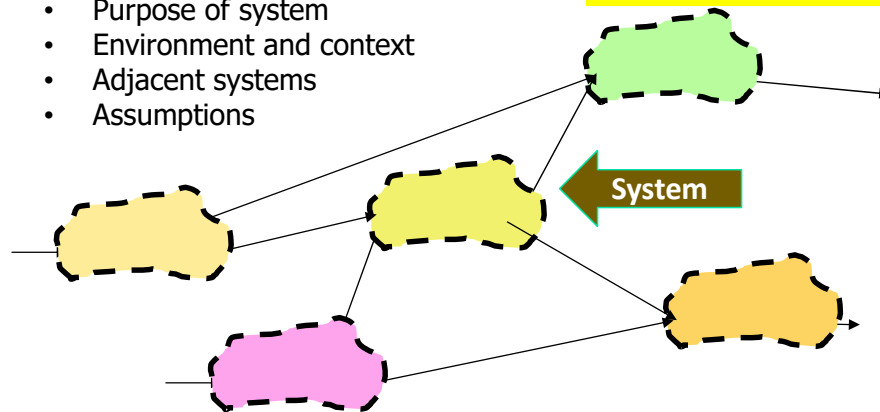 • Purpose of system
• Environment and context
• Adjacent systems
• Assumptions
System